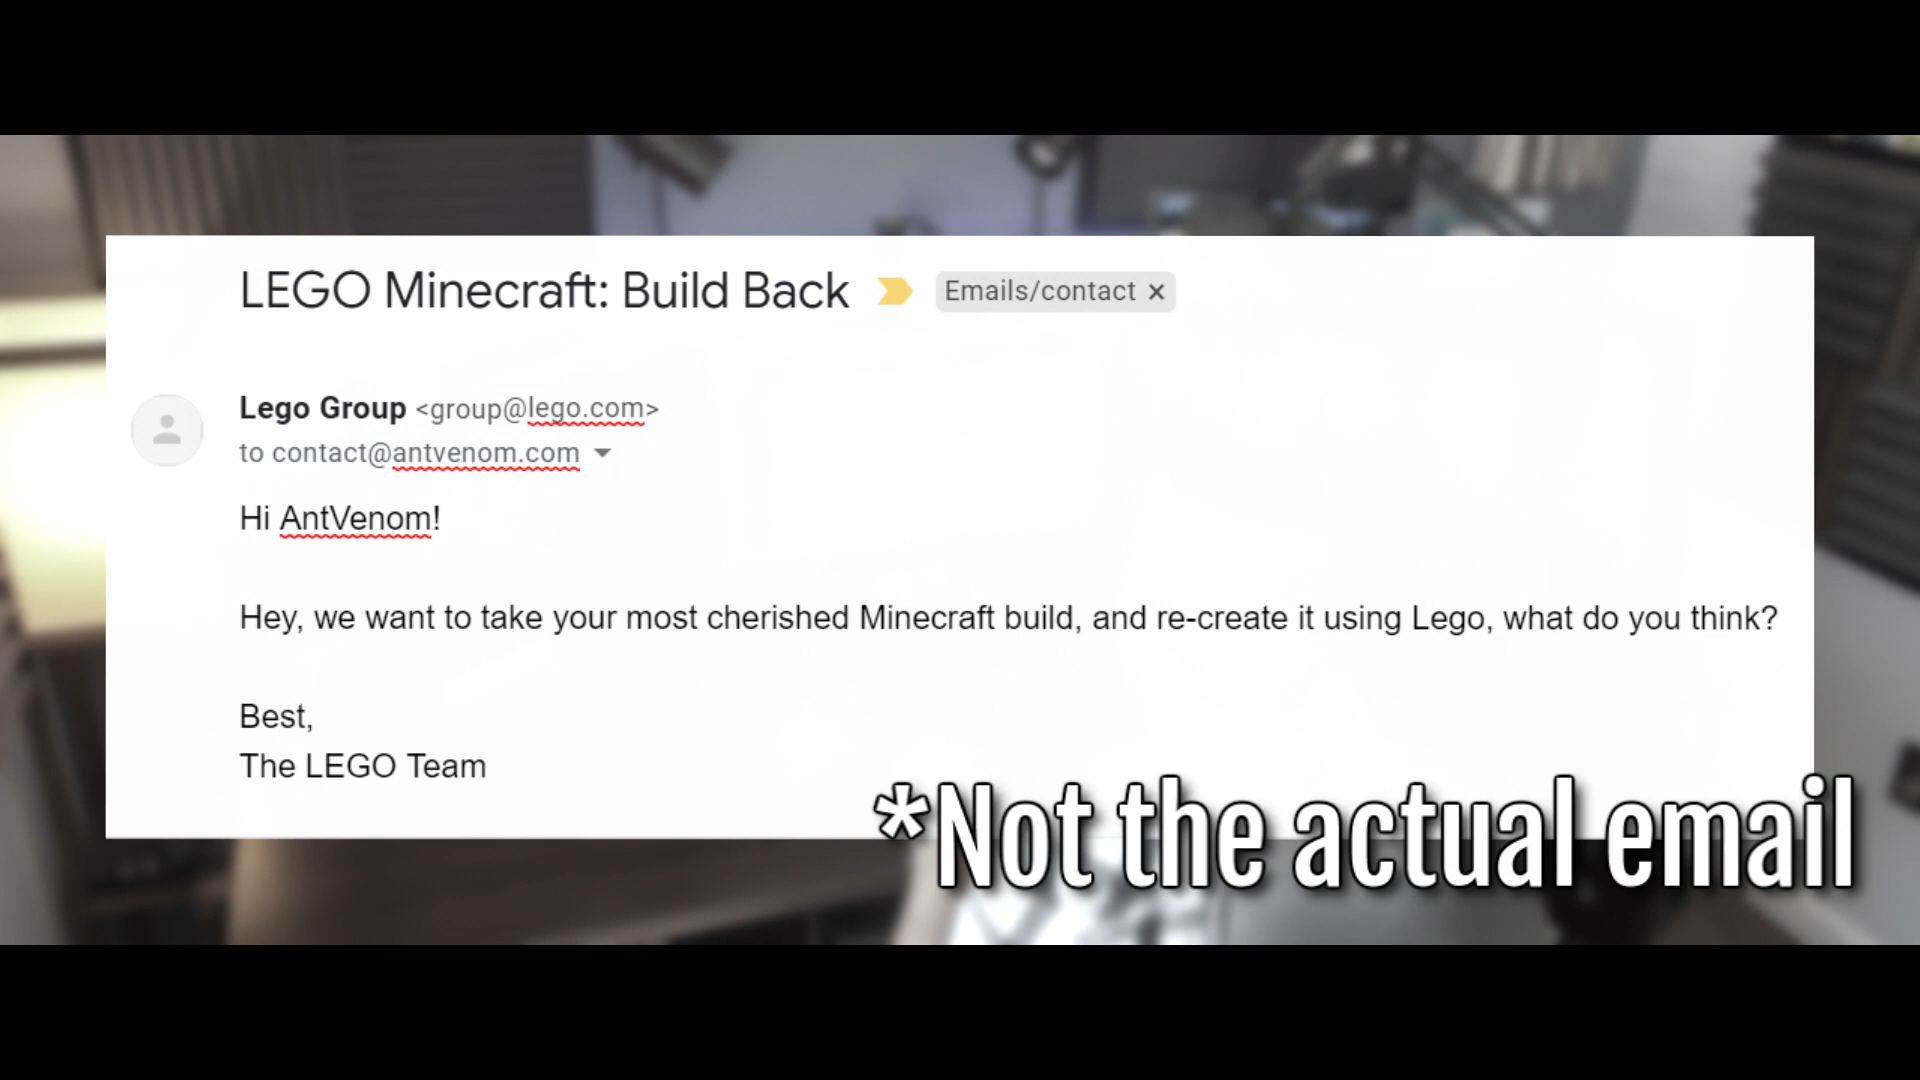 LEGO Minecraft: Build Back
Emails/contact ×
Lego Group <group@lego.com>
to contact@antvenom.com
Hi AntVenom!
Hey, we want to take your most cherished Minecraft build, and re-create it using Lego, what do you think?
Best,
The LEGO Team
*Not the actual email